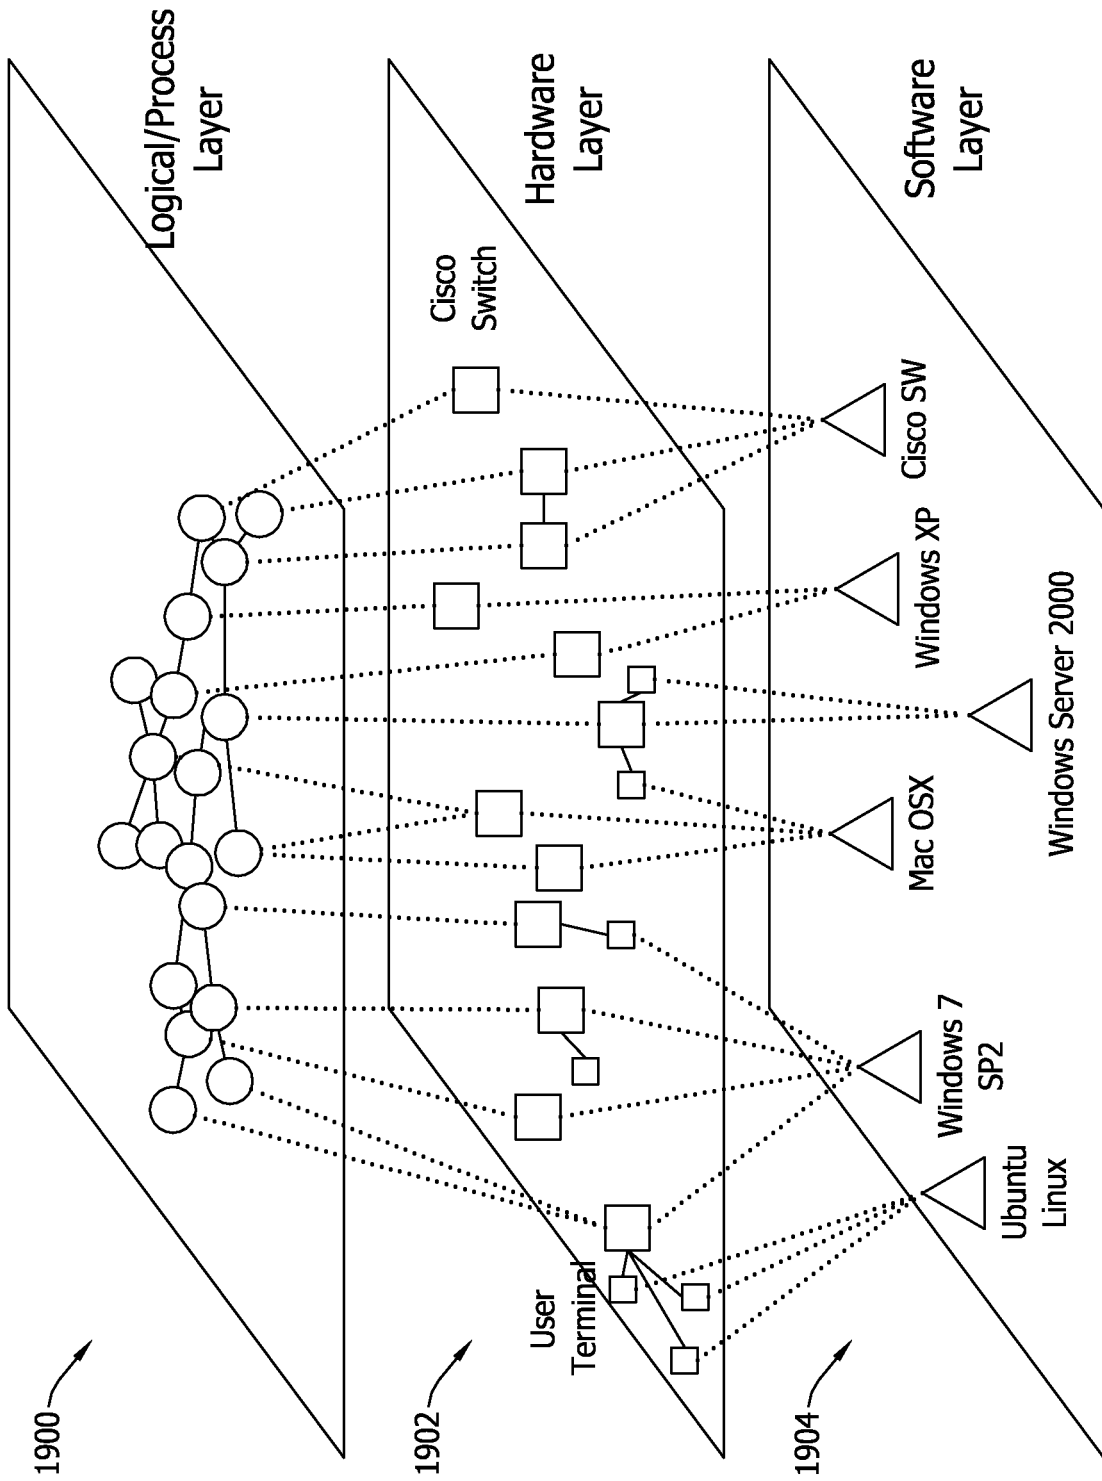 1900
Logical/Process
Layer
1902
Hardware
Layer
Cisco
Switch
User
Terminal
1904
Software
Layer
Cisco SW
Windows XP
Windows Server 2000
Mac OSX
Windows 7
SP2
Ubuntu
Linux